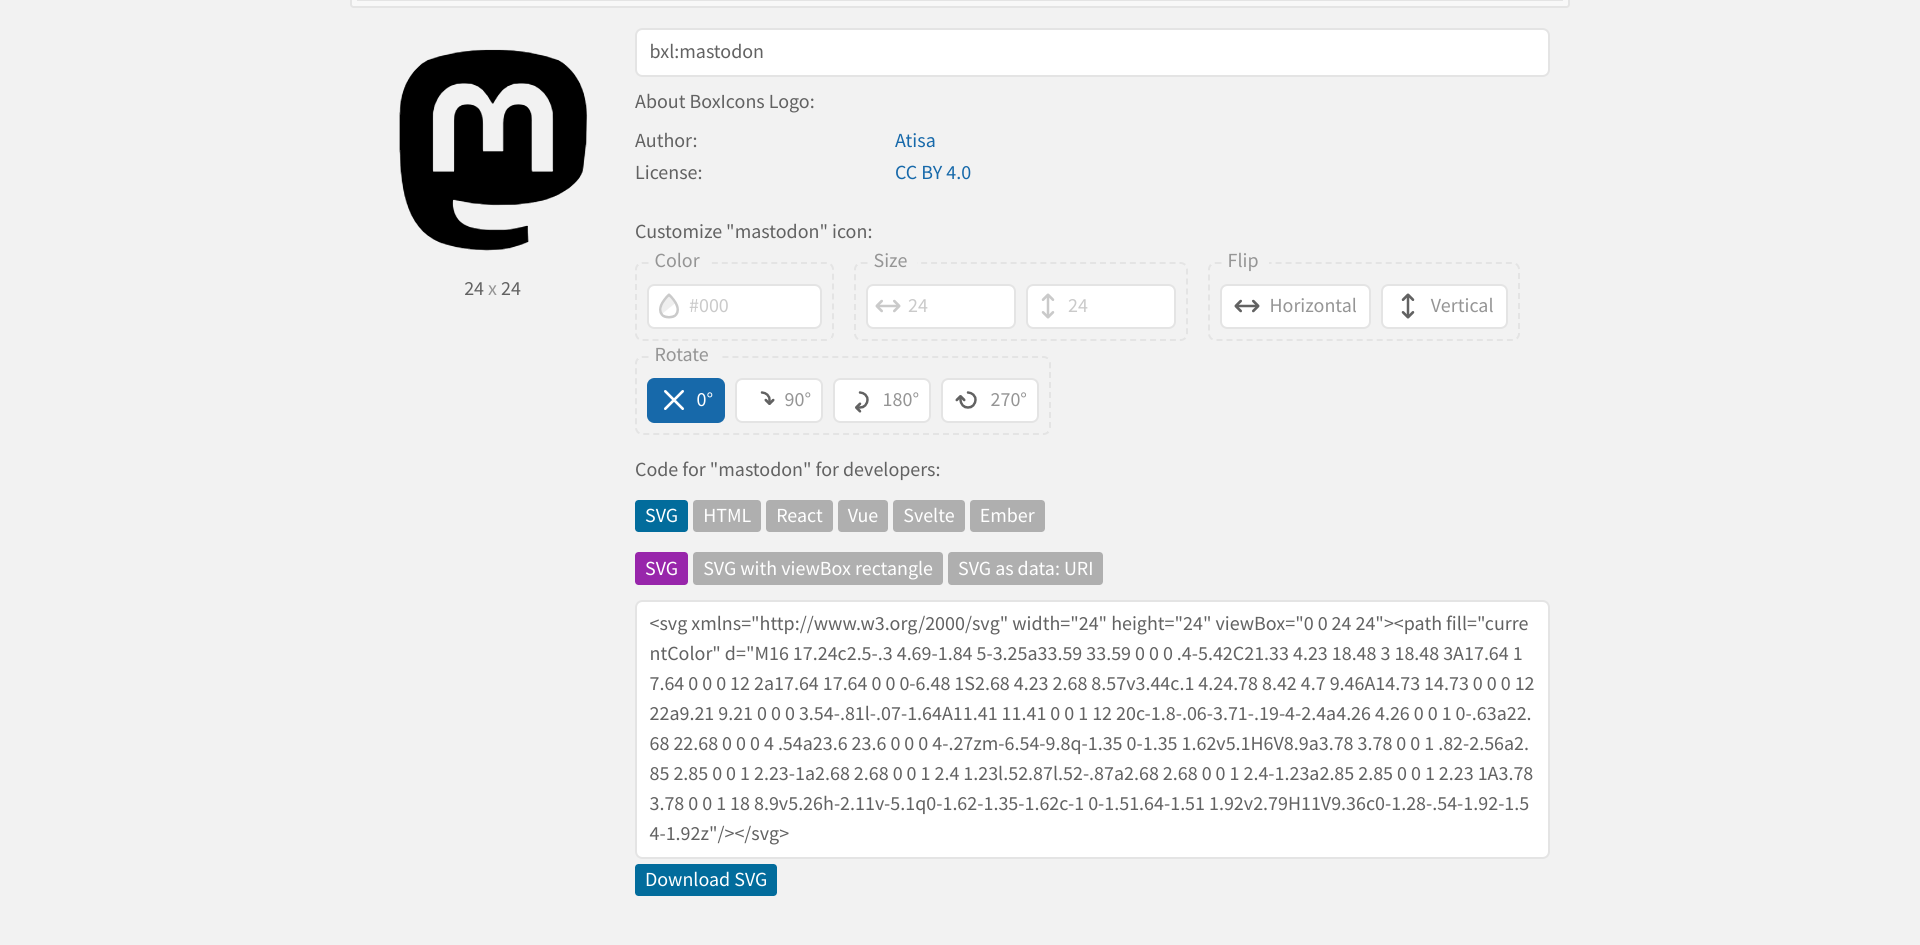 bxl:mastodon
About BoxIcons Logo:
Author: Atisa
License: CC BY 4.0
24 x 24
Customize "mastodon" icon:
Color Size Flip
#000 24 24 Horizontal Vertical
Rotate
0° 90° 180° 270°
Code for "mastodon" for developers:
SVG HTML React Vue Svelte Ember
SVG SVG with viewBox rectangle SVG as data: URI
<svg xmlns="http://www.w3.org/2000/svg" width="24" height="24" viewBox="0 0 24 24"><path fill="curre
ntColor" d="M16 17.24c2.5-.3 4.69-1.84 5-3.25a33.59 33.59 0 0 0 .4-5.42C21.33 4.23 18.48 3 18.48 3A17.64 1
7.64 0 0 0 12 2a17.64 17.64 0 0 0-6.48 1S2.68 4.23 2.68 8.57v3.44c.1 4.24.78 8.42 4.7 9.46A14.73 14.73 0 0 0 12
22a9.21 9.21 0 0 0 3.54-.81l-.07-1.64A11.41 11.41 0 0 1 12 20c-1.8-.06-3.71-.19-4-2.4a4.26 4.26 0 0 1 0-.63a22.
68 22.68 0 0 0 4 .54a23.6 23.6 0 0 0 4-.27zm-6.54-9.8q-1.35 0-1.35 1.62v5.1H6V8.9a3.78 3.78 0 0 1 .82-2.56a2.
85 2.85 0 0 1 2.23-1a2.68 2.68 0 0 1 2.4 1.23l.52.87l.52-.87a2.68 2.68 0 0 1 2.4-1.23a2.85 2.85 0 0 1 2.23 1A3.78
3.78 0 0 1 18 8.9v5.26h-2.11v-5.1q0-1.62-1.35-1.62c-1 0-1.51.64-1.51 1.92v2.79H11V9.36c0-1.28-.54-1.92-1.5
4-1.92z"/></svg>
Download SVG